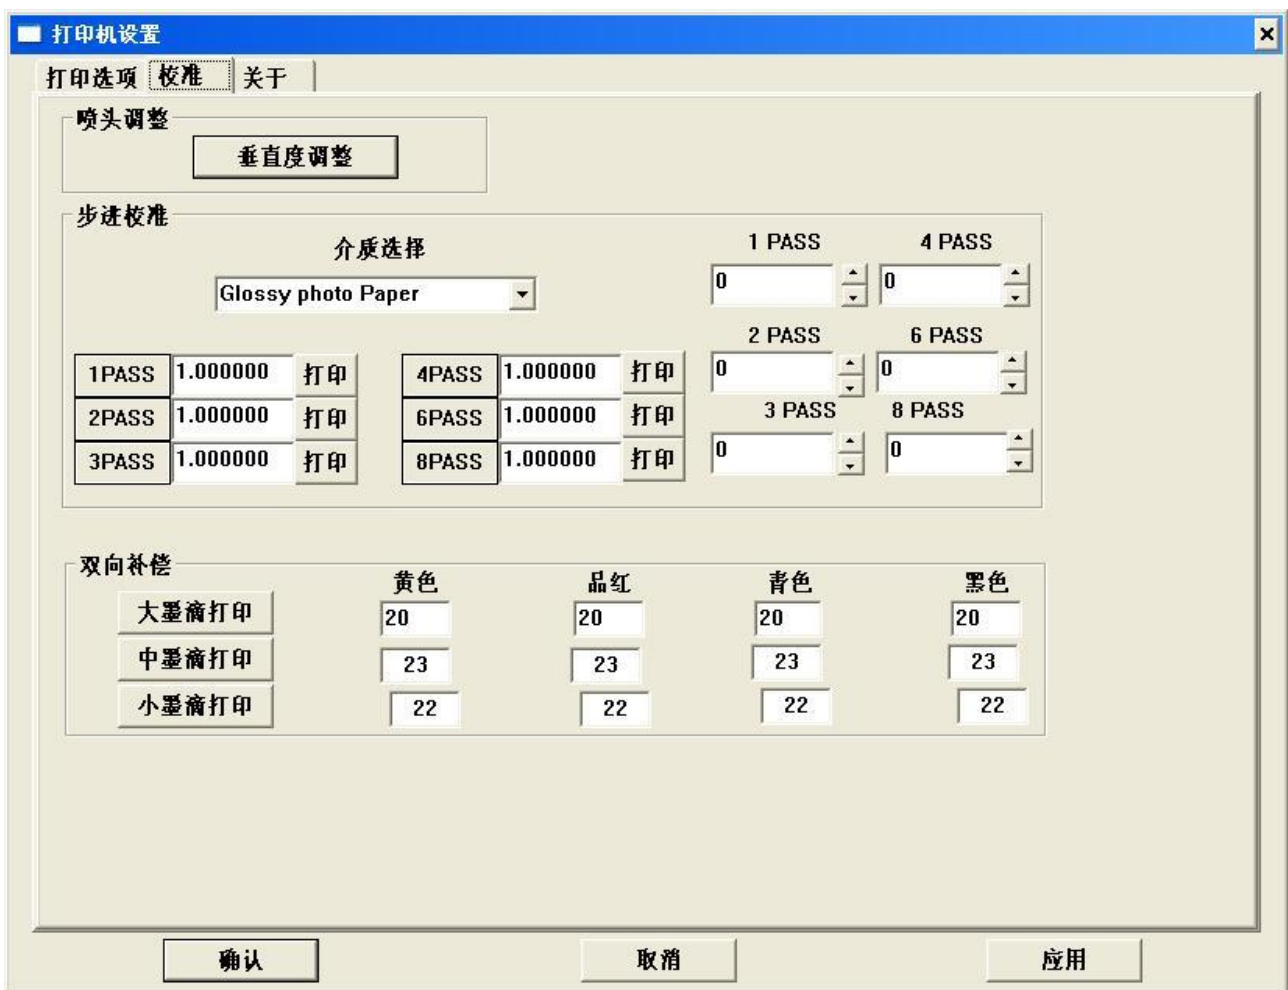 打印机设置
打印选项 校准 关于
喷头调整
垂直度调整
步进校准
介质选择
Glossy photo Paper
1 PASS 4 PASS
0 0
2 PASS 6 PASS
0 0
3 PASS 8 PASS
0 0
1PASS 1.000000 打印 4PASS 1.000000 打印
2PASS 1.000000 打印 6PASS 1.000000 打印
3PASS 1.000000 打印 8PASS 1.000000 打印
双向补偿
黄色 品红 青色 黑色
大墨滴打印 20 20 20 20
中墨滴打印 23 23 23 23
小墨滴打印 22 22 22 22
确认 取消 应用